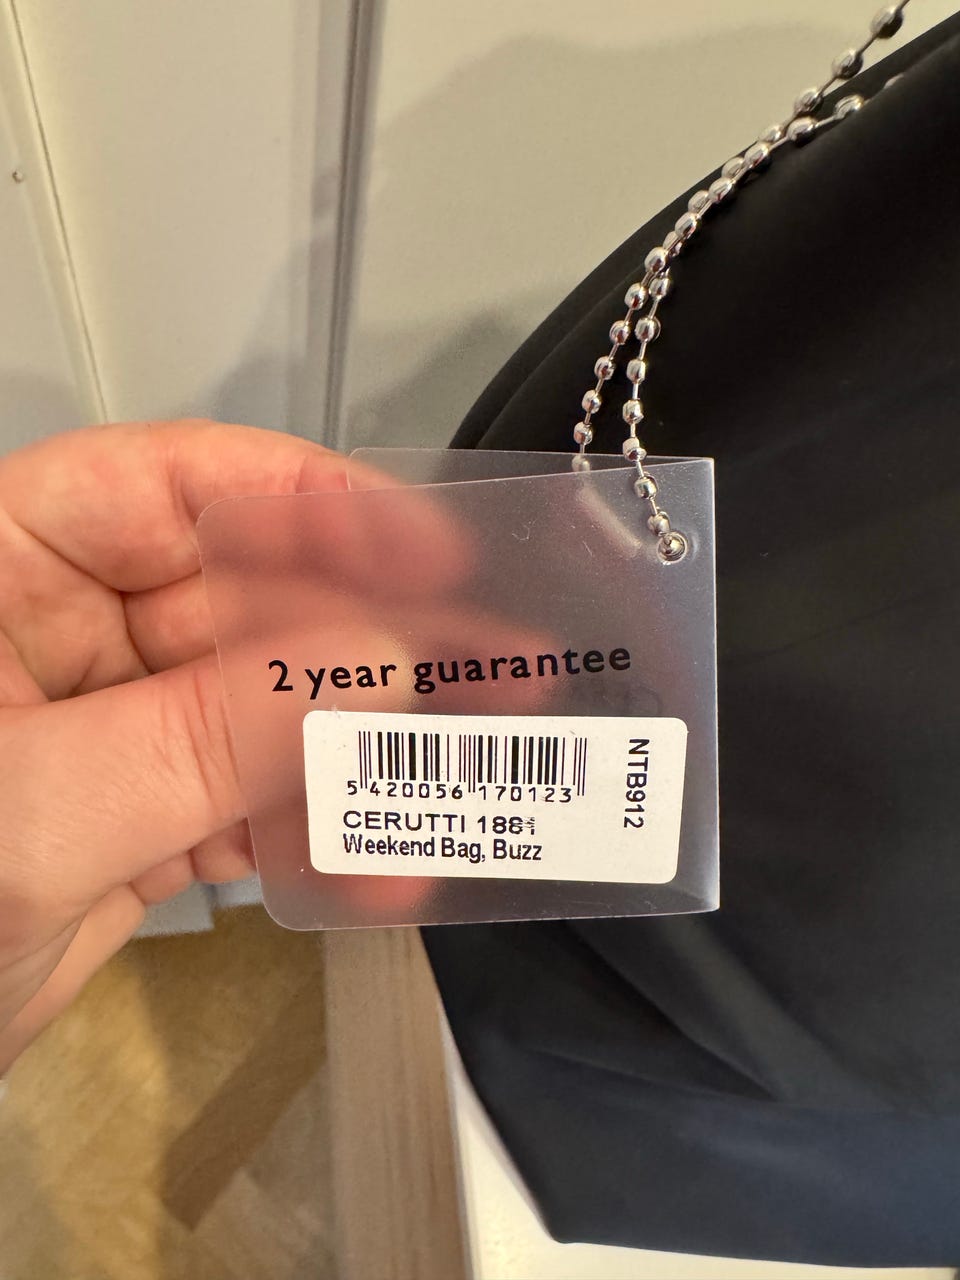 2 year guarantee
5 420056 170123
NTB912
CERUTTI 1881
Weekend Bag, Buzz